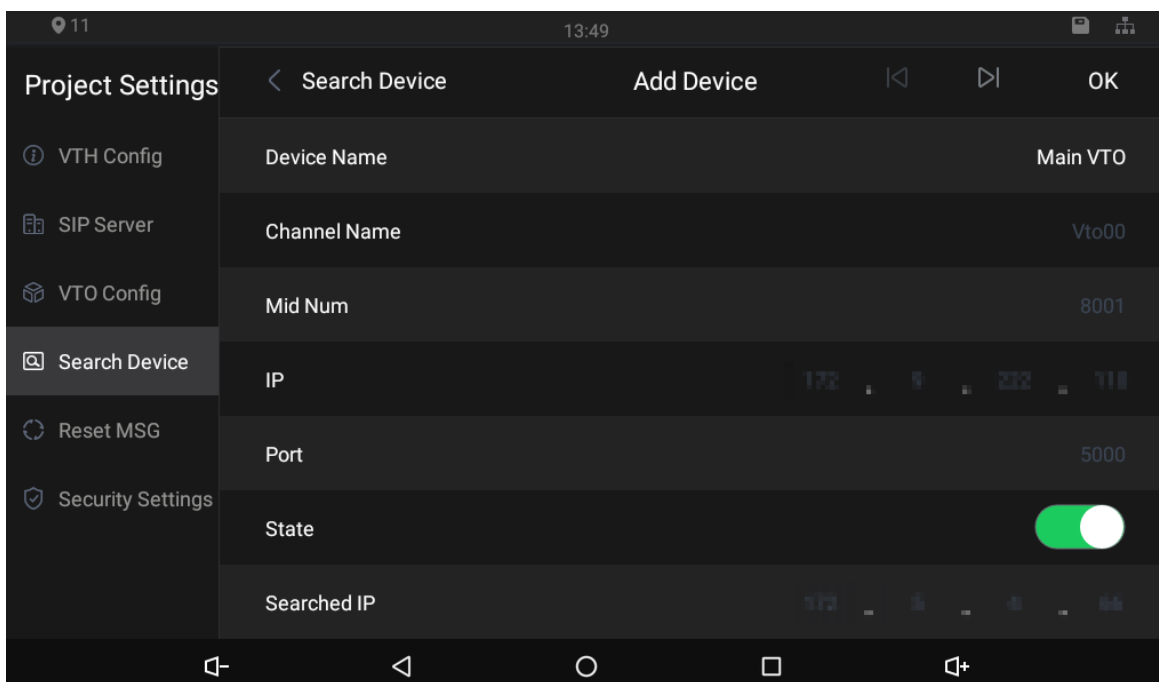 11 13:49
Project Settings
Search Device Add Device OK
VTH Config
Device Name Main VTO
SIP Server
Channel Name Vto00
VTO Config
Mid Num 8001
Search Device
IP
Reset MSG
Port 5000
Security Settings
State
Searched IP